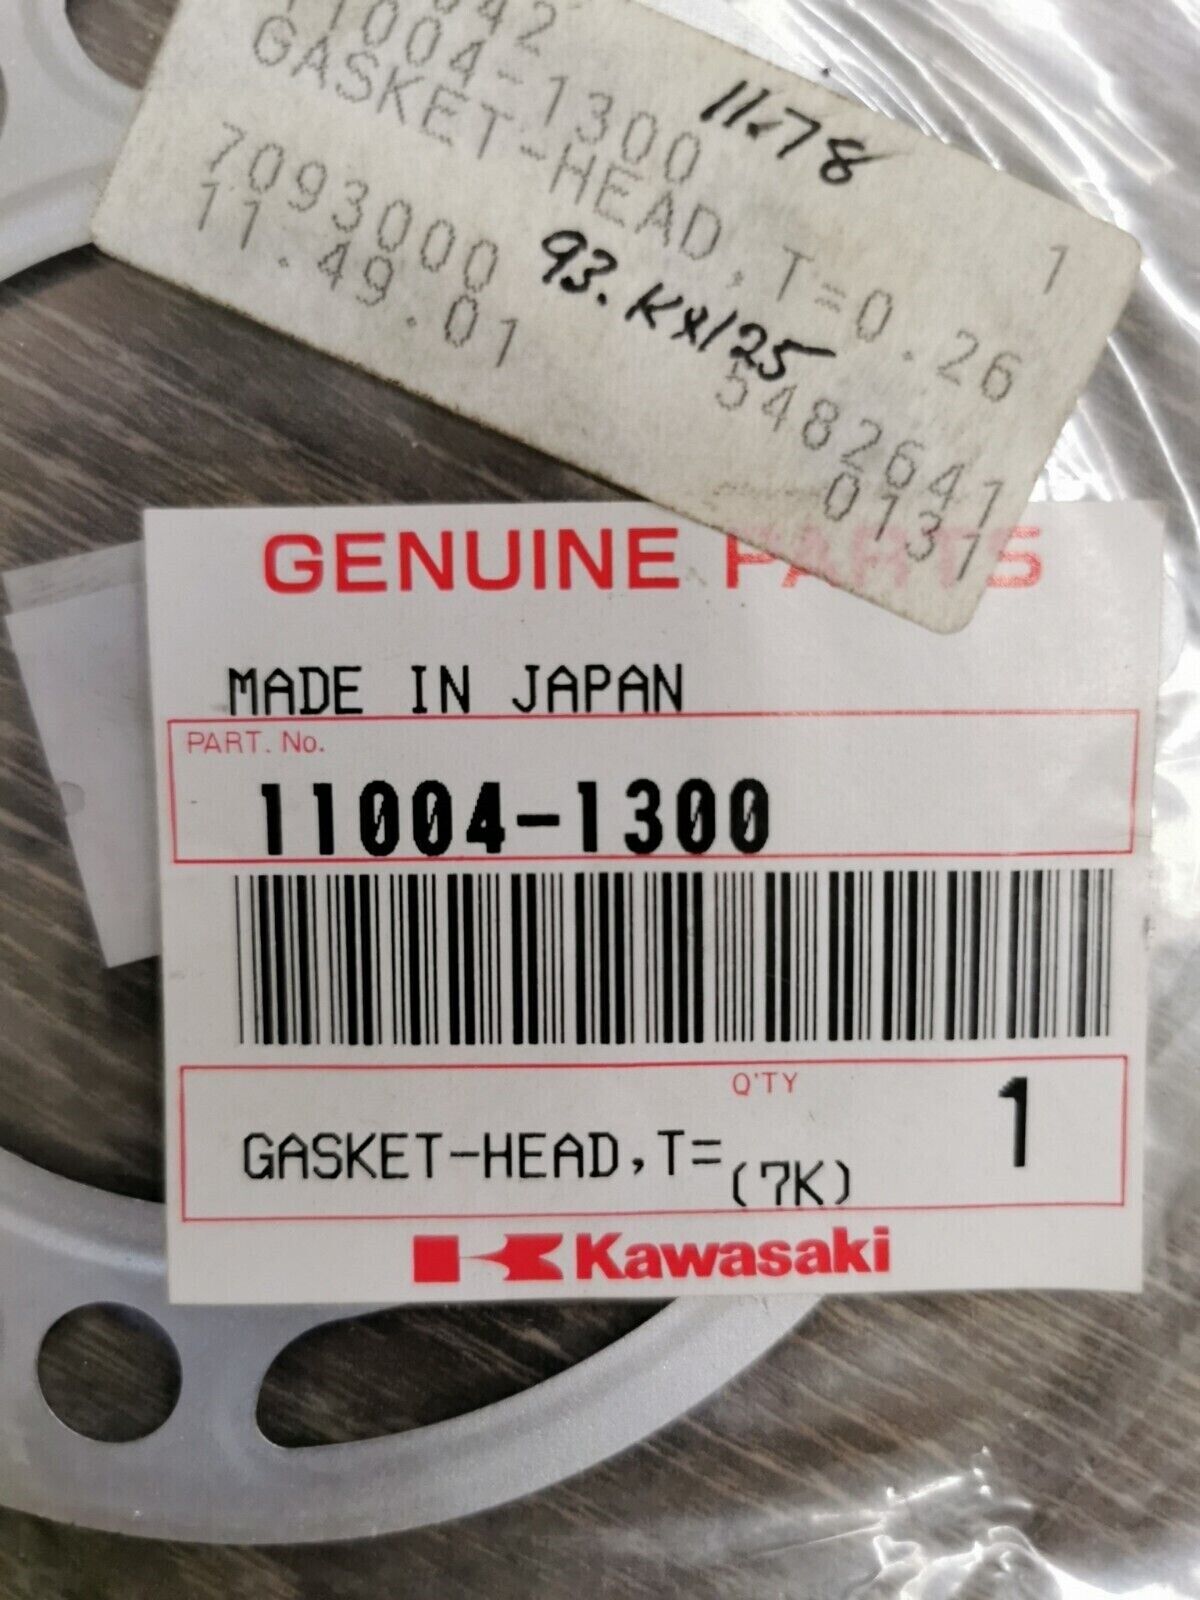 11004-1300
GASKET-HEAD,T=0.26
1
11.78
7093000
93.KX125
5482641
11.49.01
0131
GENUINE PARTS
MADE IN JAPAN
PART. No.
11004-1300
Q'TY
1
GASKET-HEAD,T=
(7K)
Kawasaki